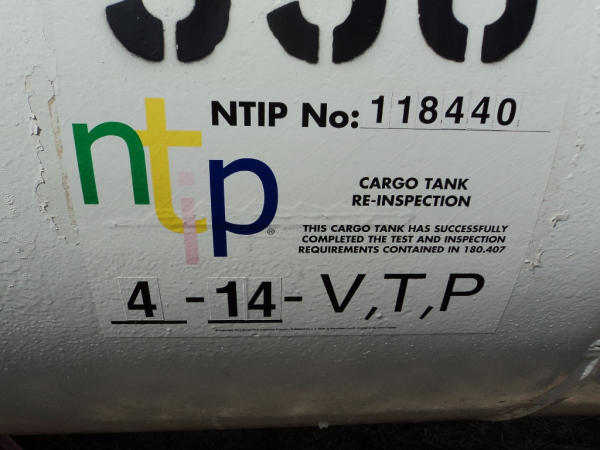 NTIP No: 118440
ntp®
CARGO TANK
RE-INSPECTION
THIS CARGO TANK HAS SUCCESSFULLY
COMPLETED THE TEST AND INSPECTION
REQUIREMENTS CONTAINED IN 180.407
4-14-V,T,P